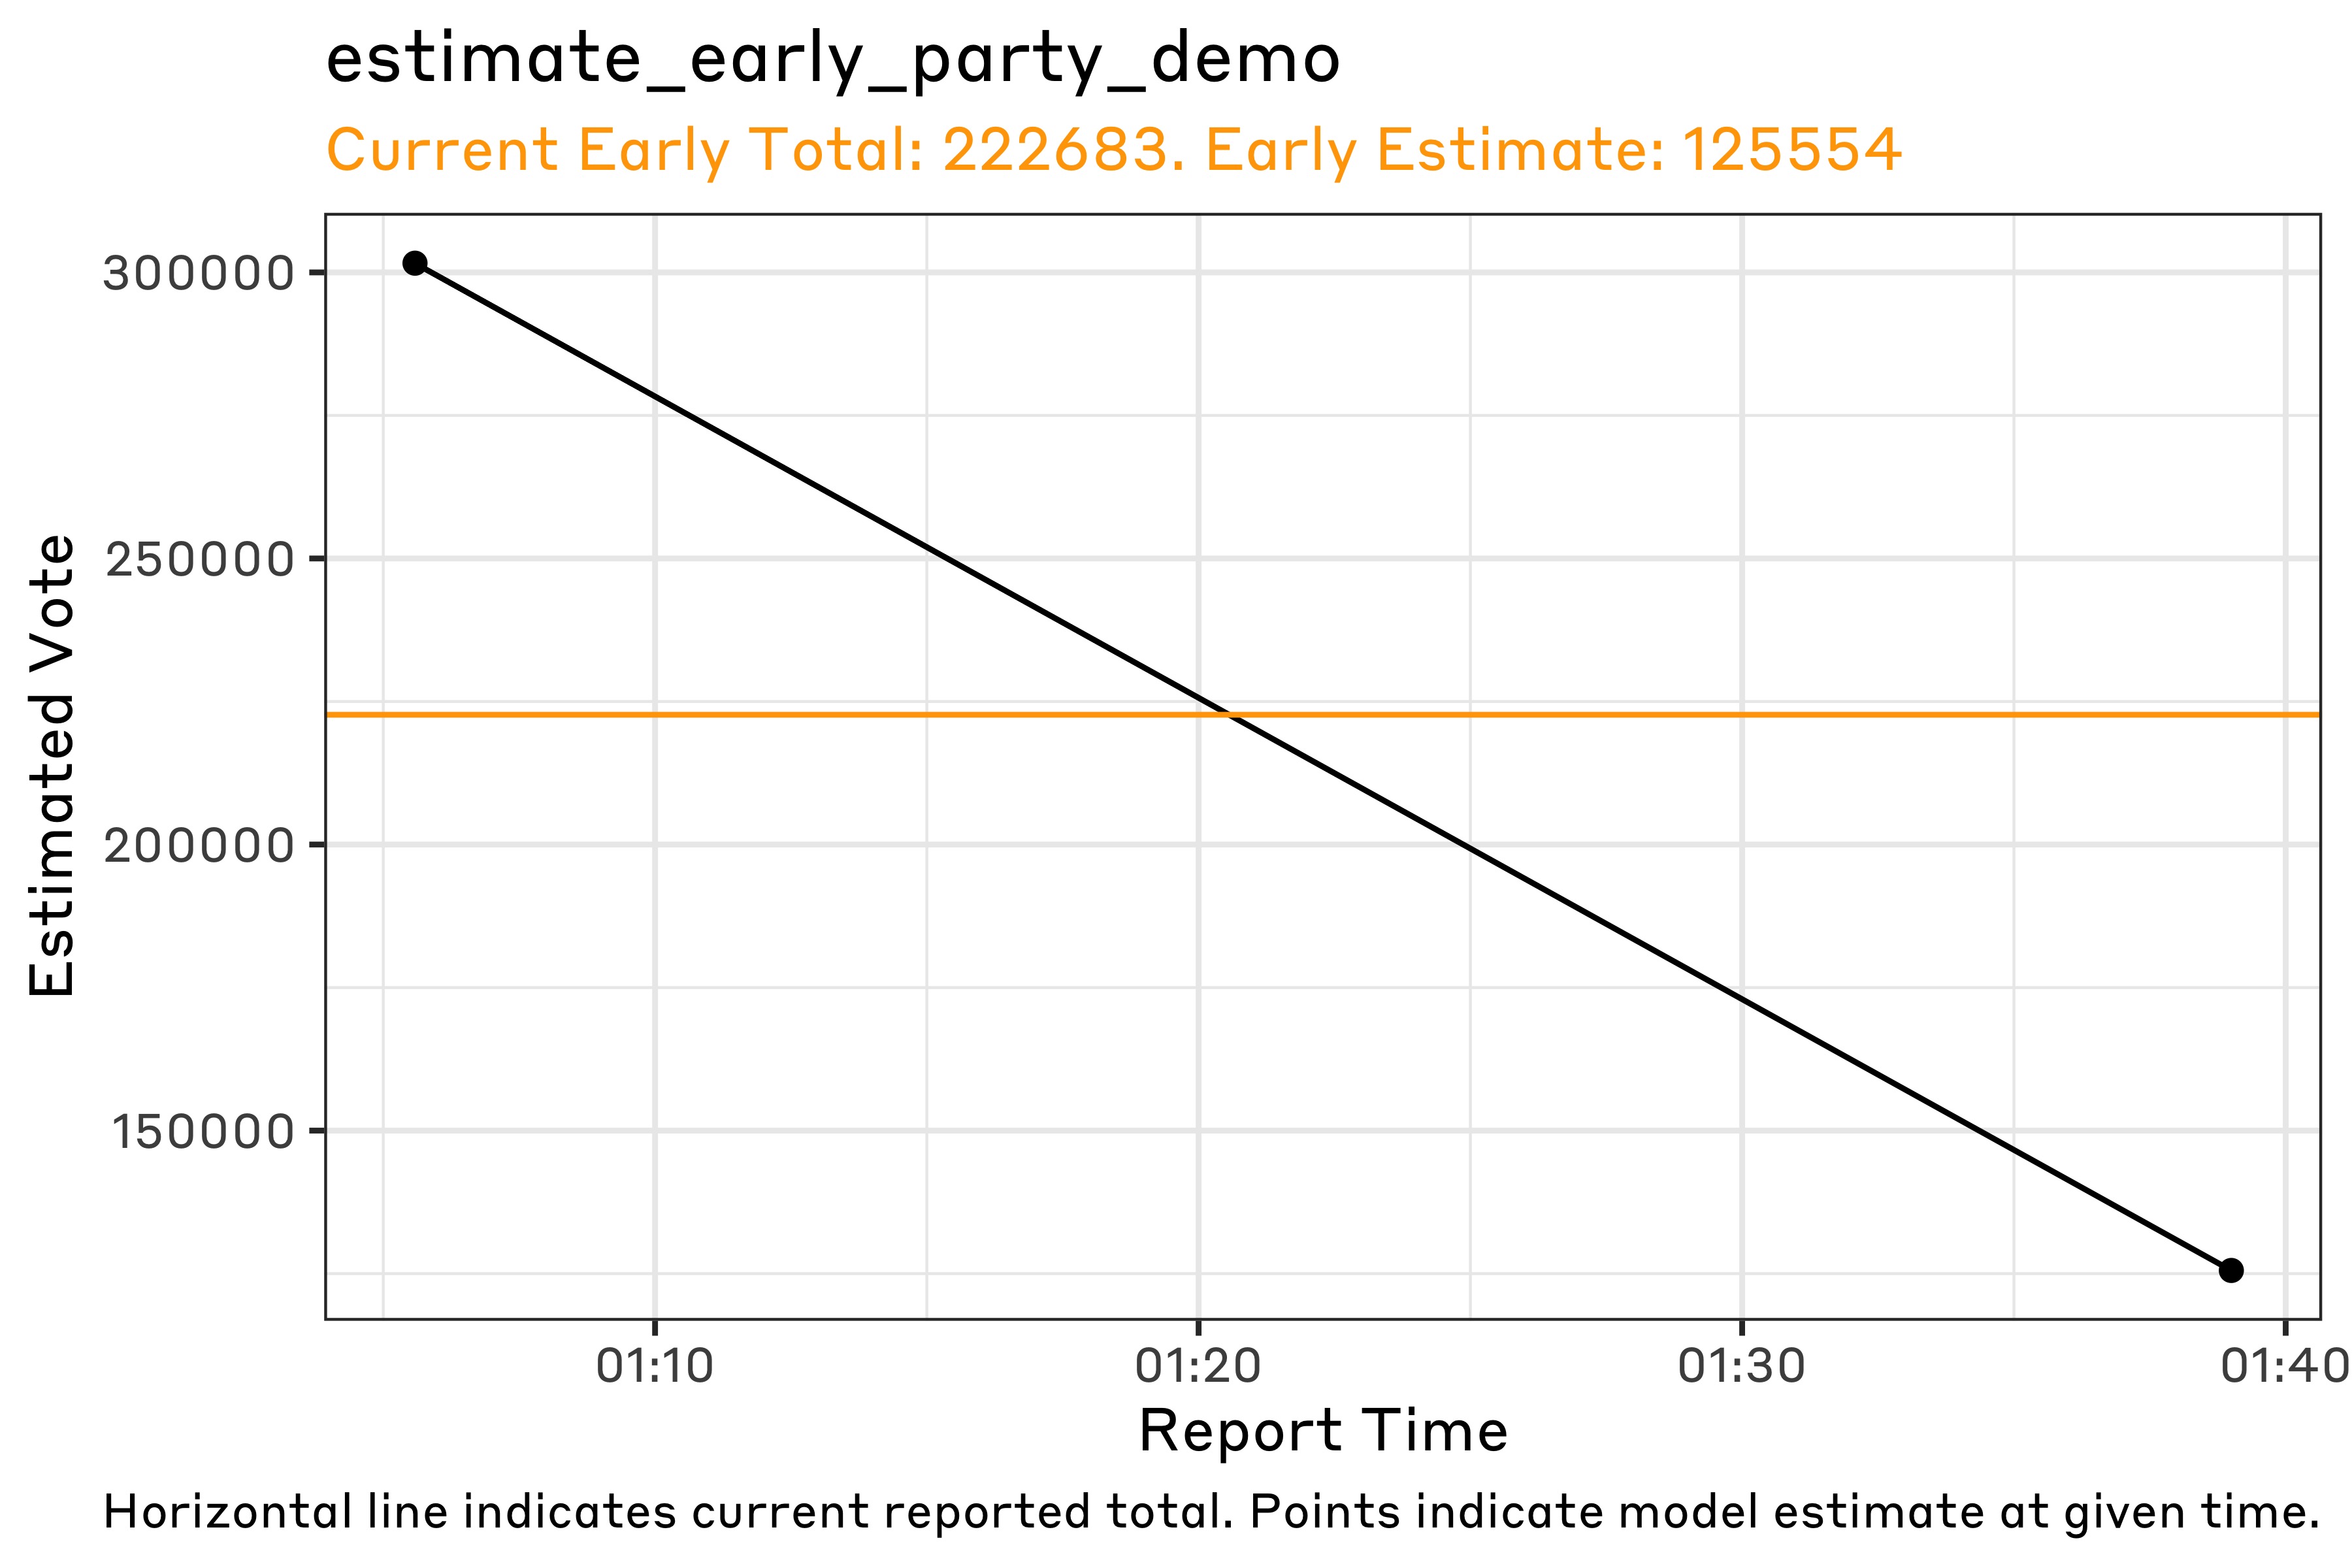 estimate_early_party_demo
Current Early Total: 222683. Early Estimate: 125554
Estimated Vote
300000
250000
200000
150000
01:10 01:20 01:30 01:40
Report Time
Horizontal line indicates current reported total. Points indicate model estimate at given time.